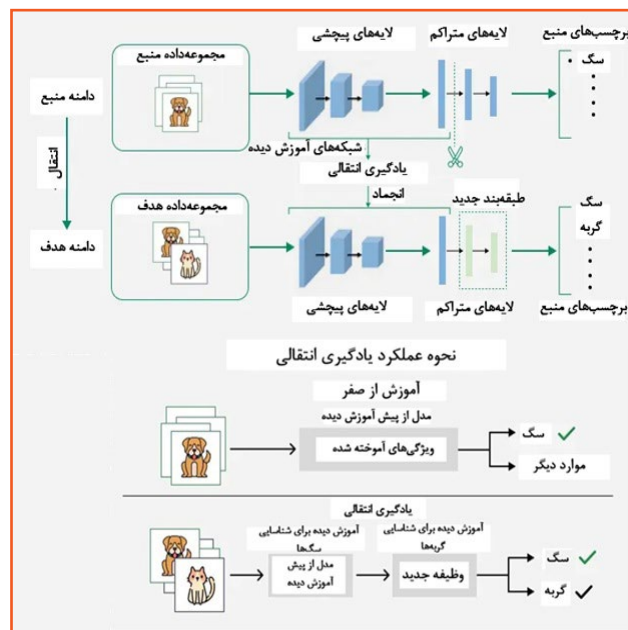 برچسب‌های منبع
لایه‌های متراکم
لایه‌های پیچشی
مجموعه‌داده منبع
سگ
دامنه منبع
شبکه‌های آموزش دیده
یادگیری انتقالی
انتقال
انجماد
طبقه‌بند جدید
مجموعه‌داده هدف
سگ
گربه
دامنه هدف
برچسب‌های منبع
لایه‌های متراکم
لایه‌های پیچشی
نحوه عملکرد یادگیری انتقالی
آموزش از صفر
مدل از پیش آموزش دیده
ویژگی‌های آموخته شده
سگ
موارد دیگر
یادگیری انتقالی
آموزش دیده برای شناسایی
سگ‌ها
آموزش دیده برای شناسایی
گربه‌ها
مدل از پیش
آموزش دیده
وظیفه جدید
سگ
گربه